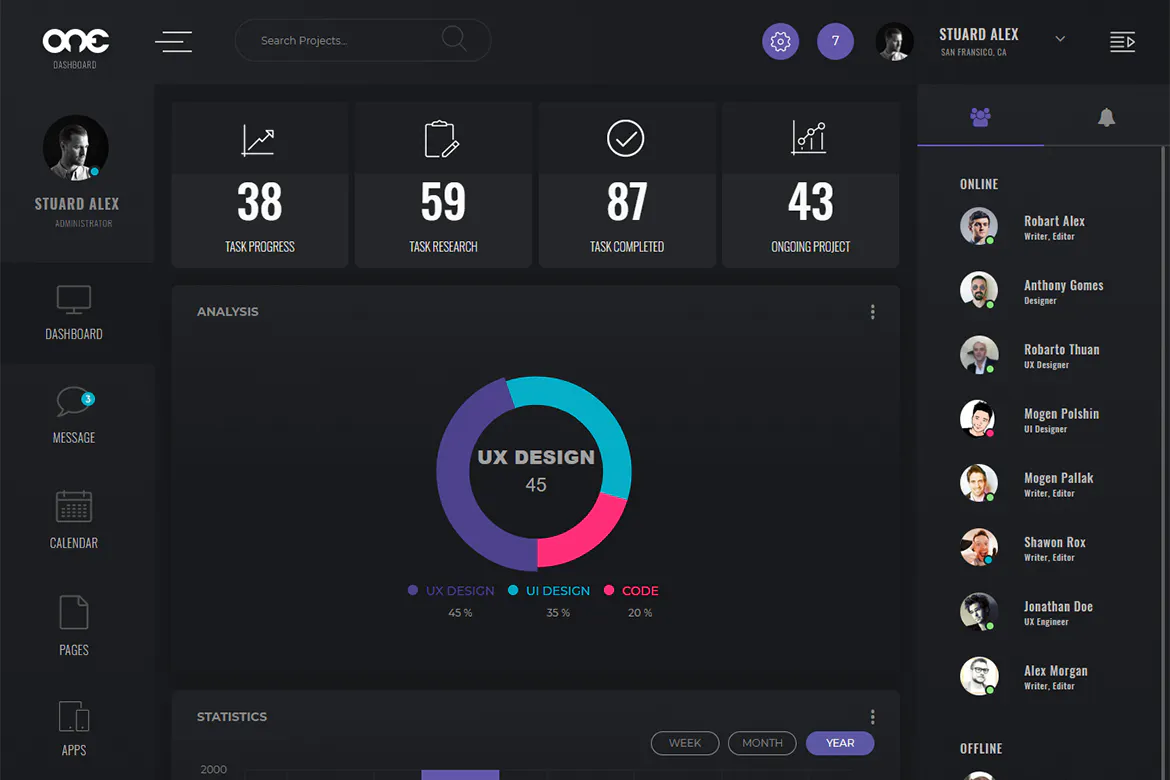 one
DASHBOARD
Search Projects...
7
STUARD ALEX
SAN FRANSICO, CA
STUARD ALEX
ADMINISTRATOR
DASHBOARD
3
MESSAGE
CALENDAR
PAGES
APPS
38
TASK PROGRESS
59
TASK RESEARCH
87
TASK COMPLETED
43
ONGOING PROJECT
ANALYSIS
UX DESIGN
45
UX DESIGN
45 %
UI DESIGN
35 %
CODE
20 %
STATISTICS
WEEK
MONTH
YEAR
2000
ONLINE
Robart Alex
Writer, Editor
Anthony Gomes
Designer
Robarto Thuan
UX Designer
Mogen Polshin
UI Designer
Mogen Pallak
Writer, Editor
Shawon Rox
Writer, Editor
Jonathan Doe
UX Engineer
Alex Morgan
Writer, Editor
OFFLINE